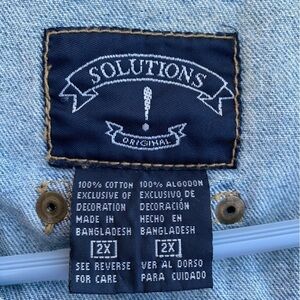 SOLUTIONS
!
ORIGINAL
100% COTTON
EXCLUSIVE OF
DECORATION
MADE IN
BANGLADESH
2X
SEE REVERSE
FOR CARE
100% ALGODON
EXCLUSIVO DE
DECORACIÓN
HECHO EN
BANGLADESH
2X
VER AL DORSO
PARA CUIDADO